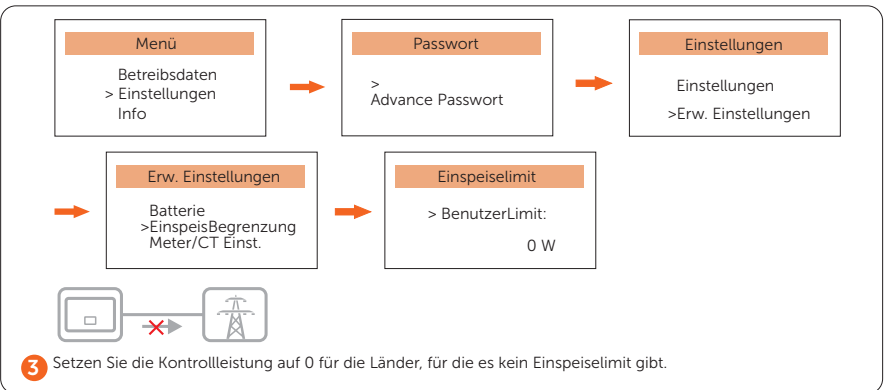 Menü
Betreibsdaten
> Einstellungen
Info
Passwort
>
Advance Passwort
Einstellungen
Einstellungen
>Erw. Einstellungen
Erw. Einstellungen
Batterie
>EinspeisBegrenzung
Meter/CT Einst.
Einspeiselimit
> BenutzerLimit:
0 W
3 Setzen Sie die Kontrollleistung auf 0 für die Länder, für die es kein Einspeiselimit gibt.